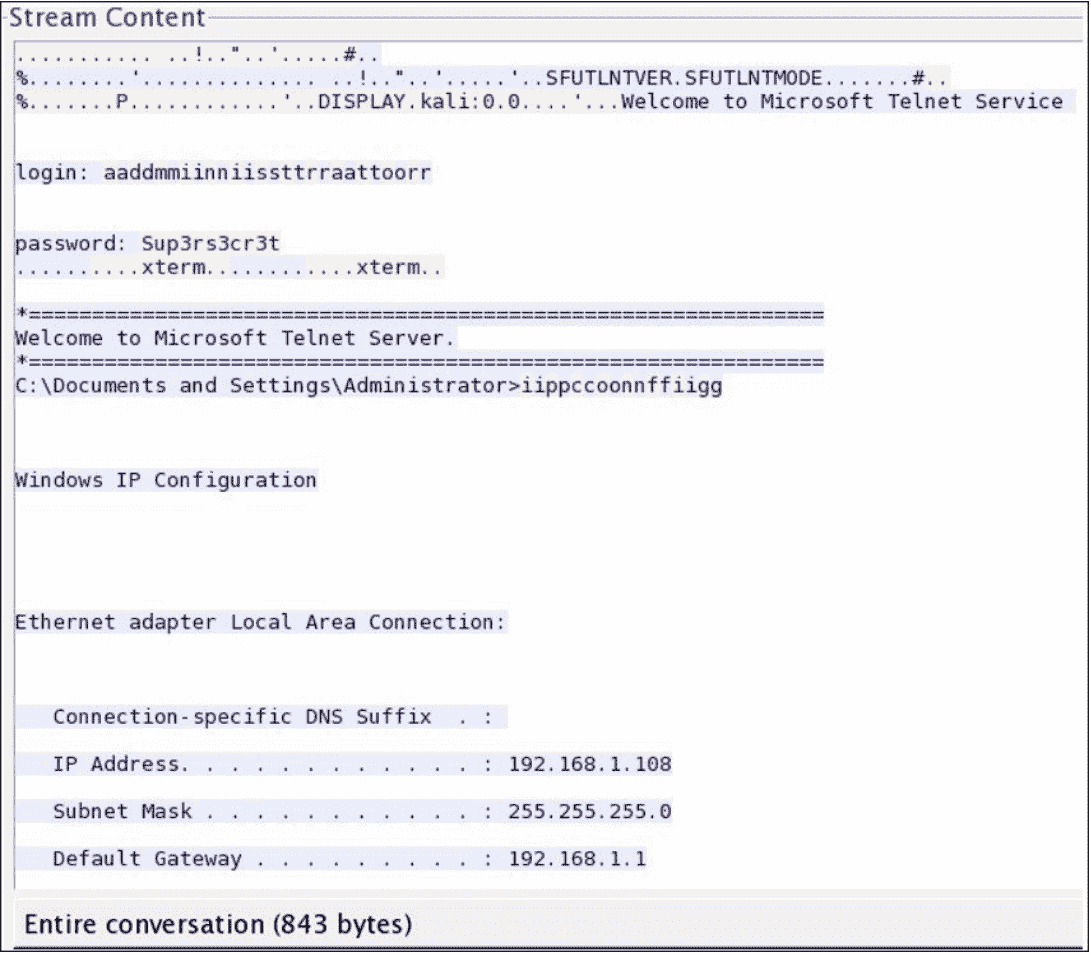 Stream Content
........... ..!.."..'.....#..
%.........'.............. ..!.."..'.....'..SFUTLNTVER.SFUTLNTMODE.......#..
%.......P............'..DISPLAY.kali:0.0....'...Welcome to Microsoft Telnet Service
login: aaddmmiinniissttrraattoorr
password: Sup3rs3cr3t
..........xterm............xterm..
*===============================================================
Welcome to Microsoft Telnet Server.
*===============================================================
C:\Documents and Settings\Administrator>iippccoonnffiigg
Windows IP Configuration
Ethernet adapter Local Area Connection:
Connection-specific DNS Suffix  . :
IP Address. . . . . . . . . . . . : 192.168.1.108
Subnet Mask . . . . . . . . . . . : 255.255.255.0
Default Gateway . . . . . . . . . : 192.168.1.1
Entire conversation (843 bytes)